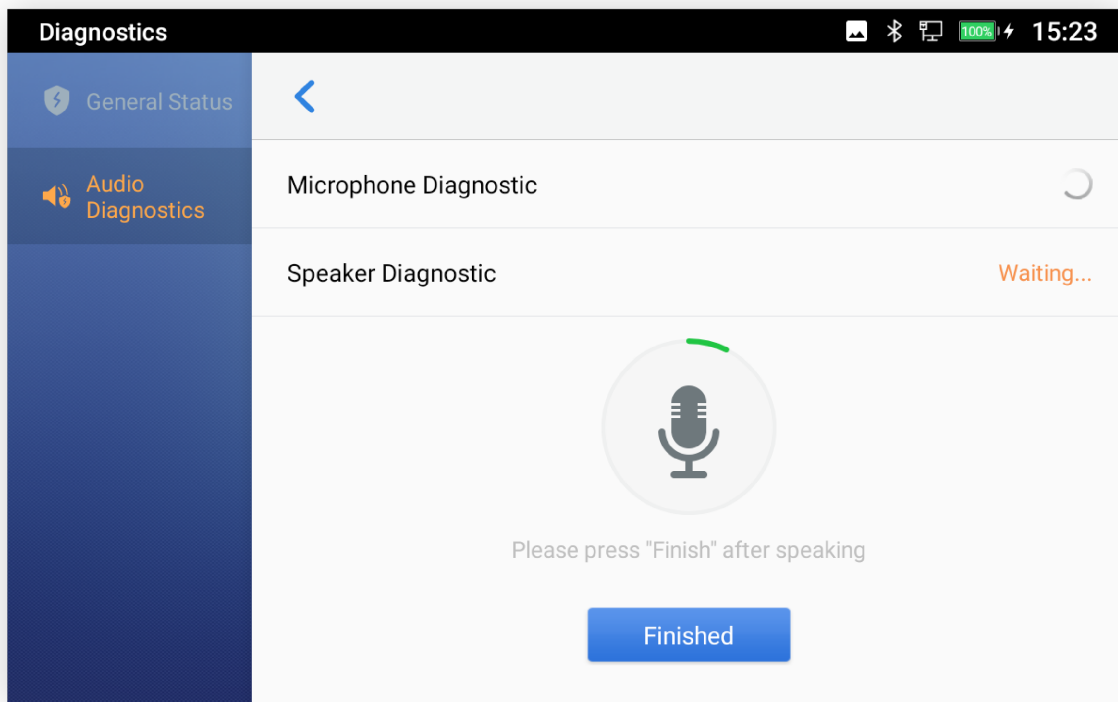 Diagnostics
100%
15:23
General Status
Audio
Diagnostics
Microphone Diagnostic
Speaker Diagnostic
Waiting...
Please press "Finish" after speaking
Finished